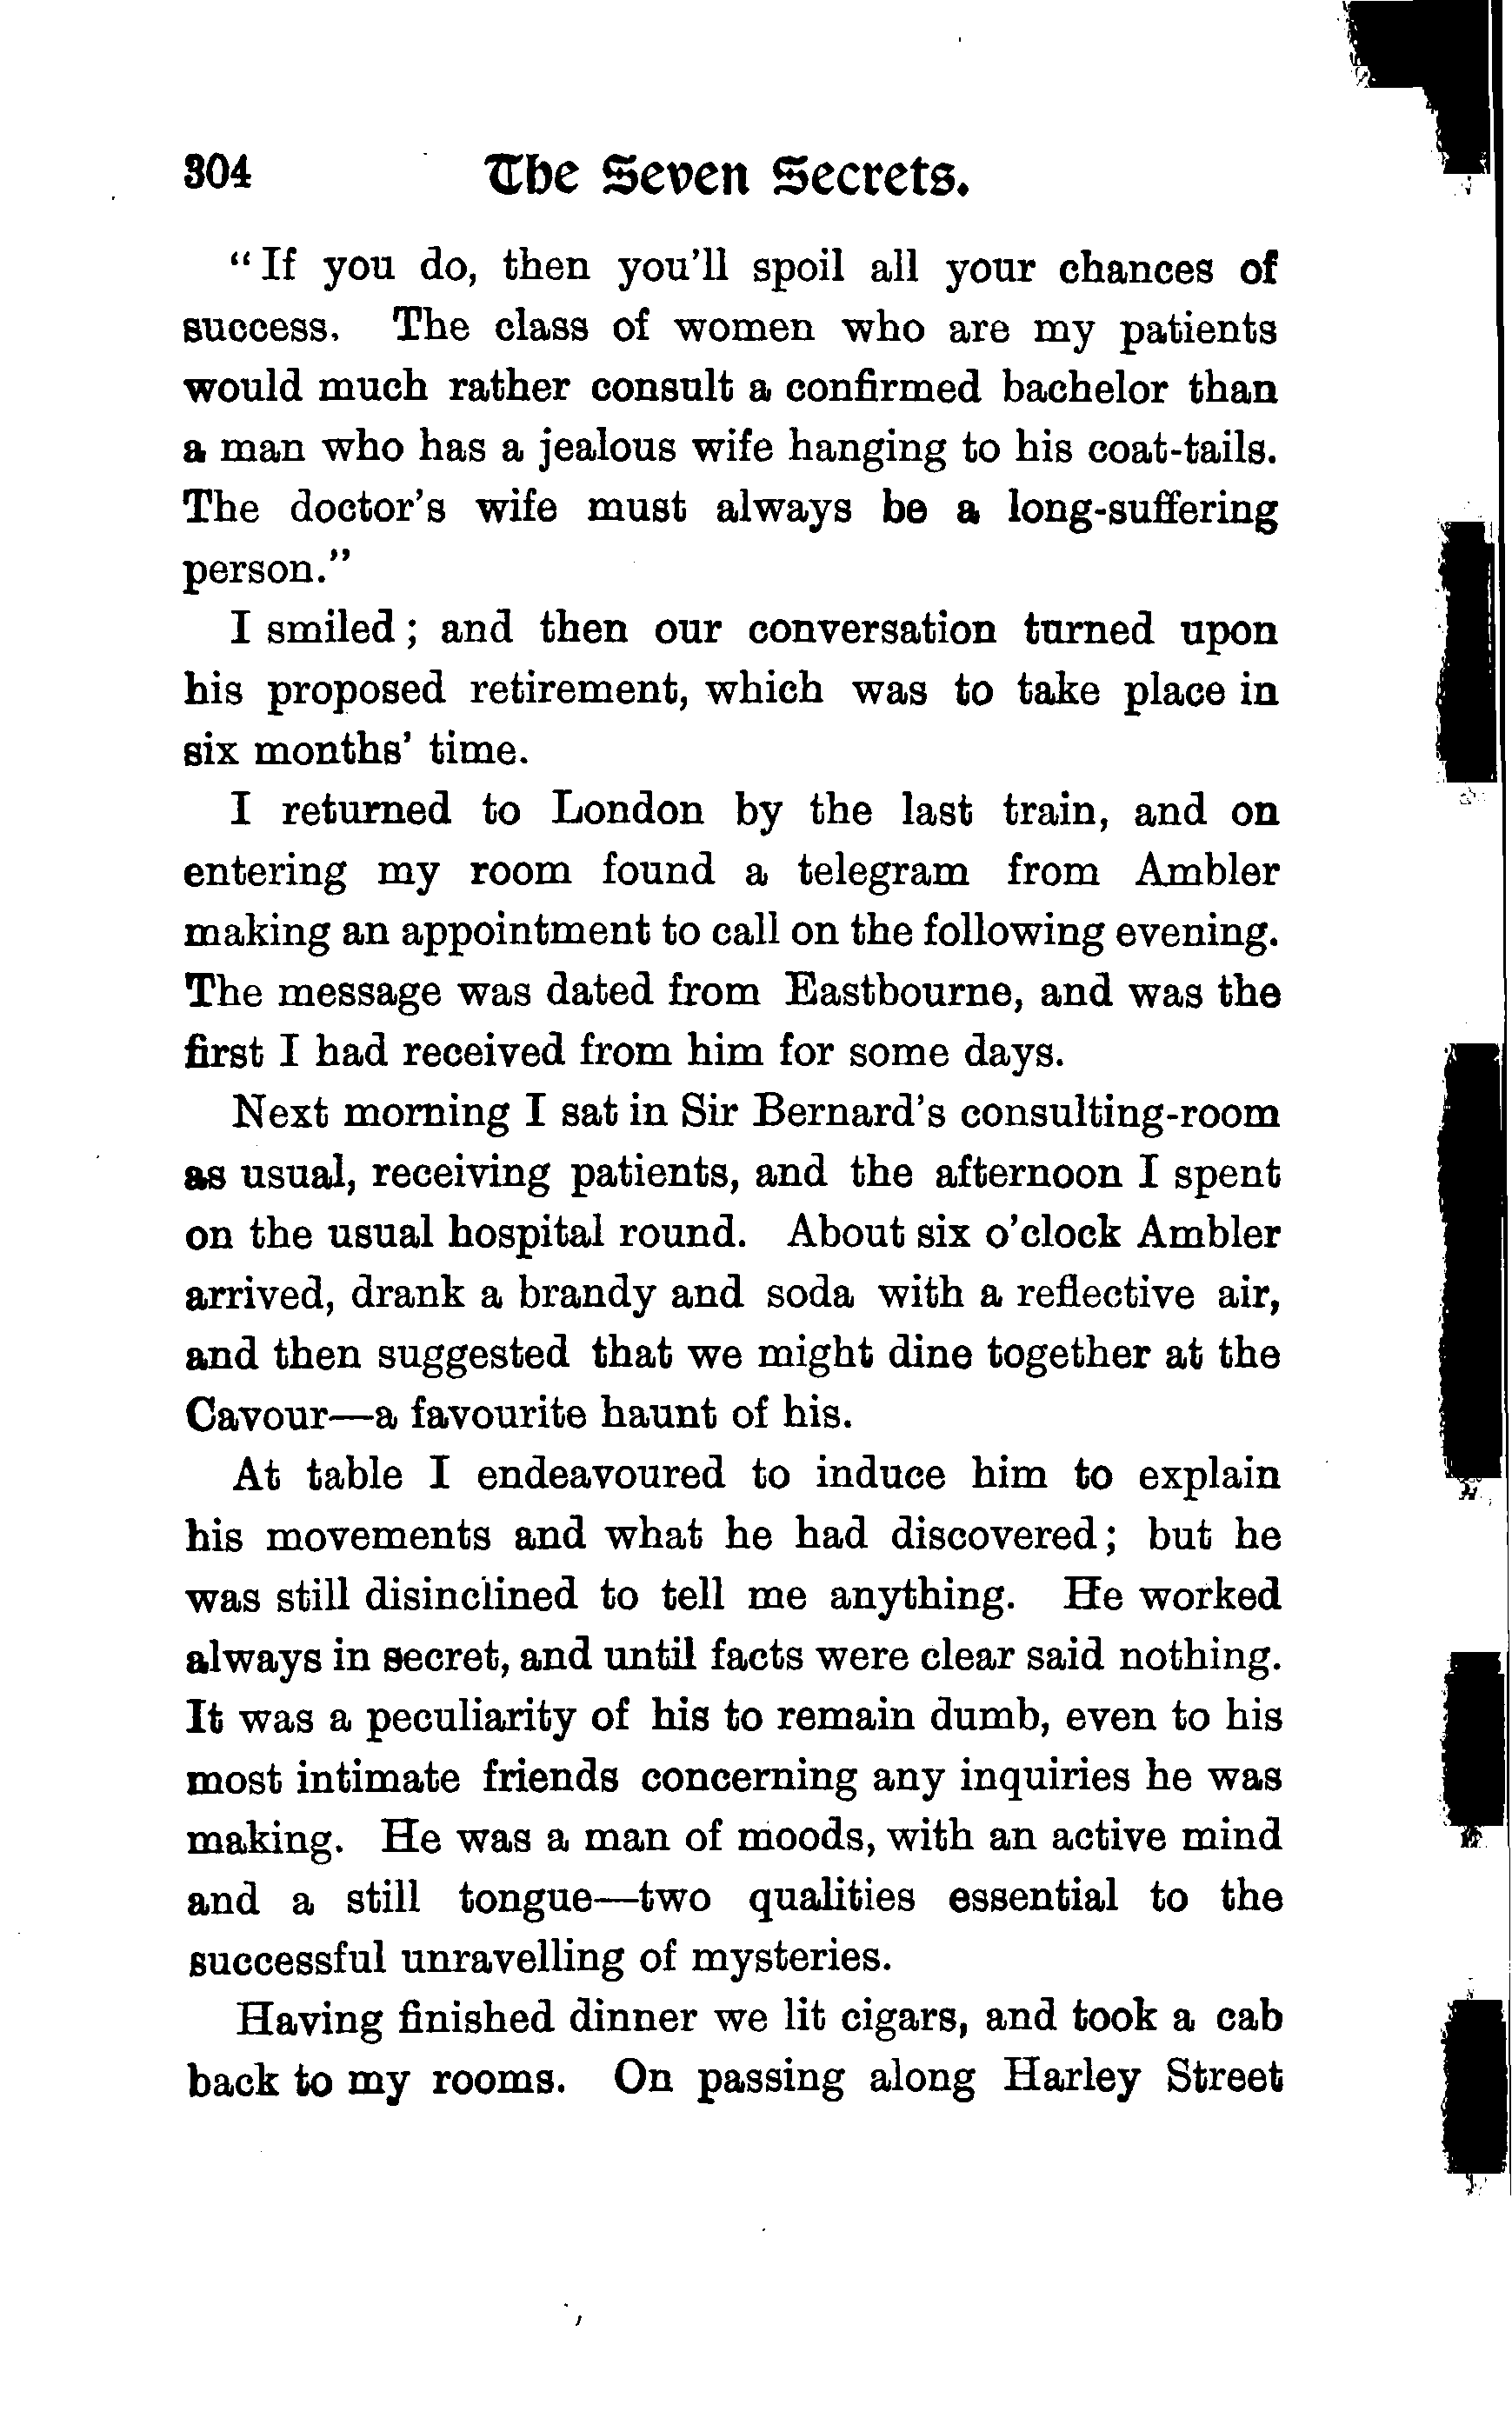 304 The Seven Secrets.
"If you do, then you'll spoil all your chances of
success. The class of women who are my patients
would much rather consult a confirmed bachelor than
a man who has a jealous wife hanging to his coat-tails.
The doctor's wife must always be a long-suffering
person."
I smiled; and then our conversation turned upon
his proposed retirement, which was to take place in
six months' time.
I returned to London by the last train, and on
entering my room found a telegram from Ambler
making an appointment to call on the following evening.
The message was dated from Eastbourne, and was the
first I had received from him for some days.
Next morning I sat in Sir Bernard's consulting-room
as usual, receiving patients, and the afternoon I spent
on the usual hospital round. About six o'clock Ambler
arrived, drank a brandy and soda with a reflective air,
and then suggested that we might dine together at the
Cavour—a favourite haunt of his.
At table I endeavoured to induce him to explain
his movements and what he had discovered; but he
was still disinclined to tell me anything. He worked
always in secret, and until facts were clear said nothing.
It was a peculiarity of his to remain dumb, even to his
most intimate friends concerning any inquiries he was
making. He was a man of moods, with an active mind
and a still tongue—two qualities essential to the
successful unravelling of mysteries.
Having finished dinner we lit cigars, and took a cab
back to my rooms. On passing along Harley Street